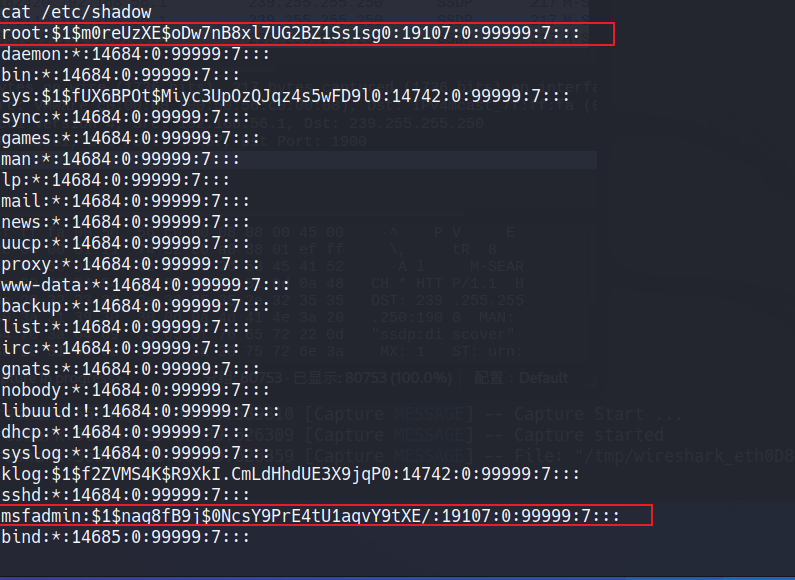 cat /etc/shadow
root:$1$m0reUzXE$oDw7nB8xl7UG2BZ1Ss1sg0:19107:0:99999:7:::
daemon:*:14684:0:99999:7:::
bin:*:14684:0:99999:7:::
sys:$1$fUX6BPOt$Miyc3UpOzQJqz4s5wFD9l0:14742:0:99999:7:::
sync:*:14684:0:99999:7:::
games:*:14684:0:99999:7:::
man:*:14684:0:99999:7:::
lp:*:14684:0:99999:7:::
mail:*:14684:0:99999:7:::
news:*:14684:0:99999:7:::
uucp:*:14684:0:99999:7:::
proxy:*:14684:0:99999:7:::
www-data:*:14684:0:99999:7:::
backup:*:14684:0:99999:7:::
list:*:14684:0:99999:7:::
irc:*:14684:0:99999:7:::
gnats:*:14684:0:99999:7:::
nobody:*:14684:0:99999:7:::
libuuid:!:14684:0:99999:7:::
dhcp:*:14684:0:99999:7:::
syslog:*:14684:0:99999:7:::
klog:$1$f2ZVMS4K$R9XkI.CmLdHhdUE3X9jqP0:14742:0:99999:7:::
sshd:*:14684:0:99999:7:::
msfadmin:$1$naq8fB9j$0NcsY9PrE4tU1aqvY9tXE/:19107:0:99999:7:::
bind:*:14685:0:99999:7:::